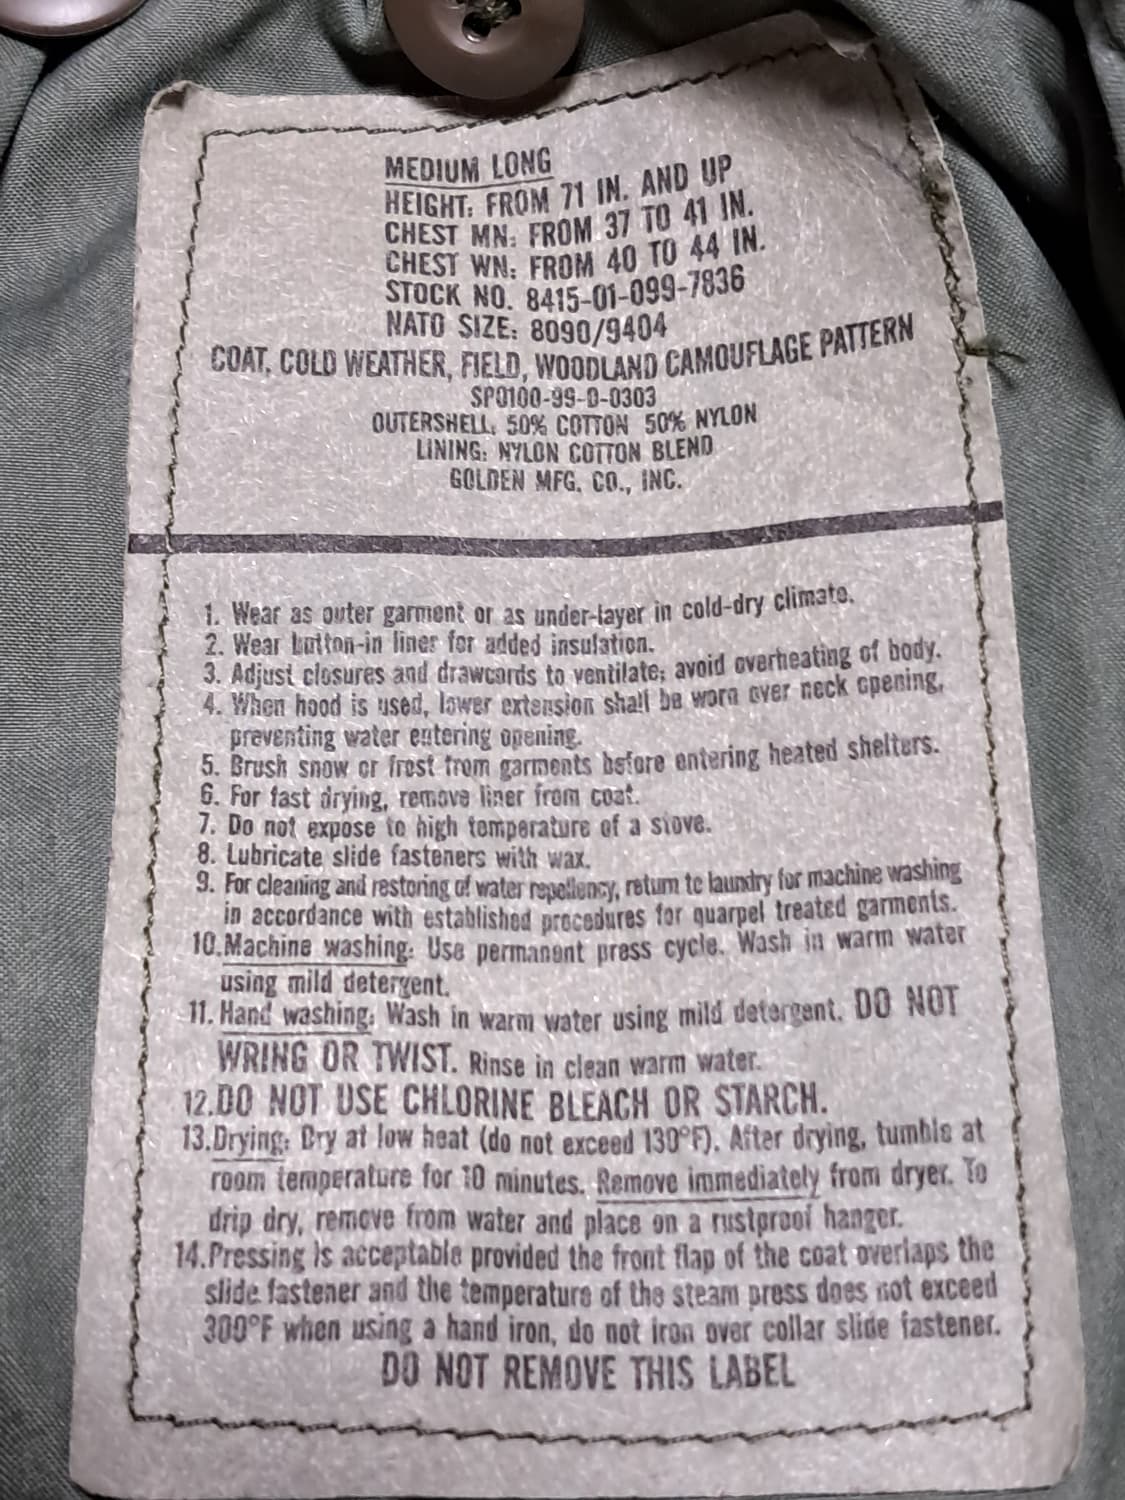 MEDIUM LONG
HEIGHT: FROM 71 IN. AND UP
CHEST MN: FROM 37 TO 41 IN.
CHEST WN: FROM 40 TO 44 IN.
STOCK NO. 8415-01-099-7836
NATO SIZE: 8090/9404
COAT, COLD WEATHER, FIELD, WOODLAND CAMOUFLAGE PATTERN
SPO100-99-D-0303
OUTERSHELL, 50% COTTON 50% NYLON
LINING: NYLON COTTON BLEND
GOLDEN MFG. CO., INC.
1. Wear as outer garment or as under-layer in cold-dry climate.
2. Wear button-in liner for added insulation.
3. Adjust closures and drawcords to ventilate; avoid overheating of body.
4. When hood is used, lower extension shall be worn over neck opening,
preventing water entering opening.
5. Brush snow or frost from garments before entering heated shelters.
6. For fast drying, remove liner from coat.
7. Do not expose to high temperature of a stove.
8. Lubricate slide fasteners with wax.
9. For cleaning and restoring of water repellency, return to laundry for machine washing
in accordance with established procedures for quarpel treated garments.
10. Machine washing: Use permanent press cycle. Wash in warm water
using mild detergent.
11. Hand washing: Wash in warm water using mild detergent. DO NOT
WRING OR TWIST. Rinse in clean warm water.
12. DO NOT USE CHLORINE BLEACH OR STARCH.
13. Drying: Dry at low heat (do not exceed 130°F). After drying, tumble at
room temperature for 10 minutes. Remove immediately from dryer. To
drip dry, remove from water and place on a rustproof hanger.
14. Pressing is acceptable provided the front flap of the coat overlaps the
slide fastener and the temperature of the steam press does not exceed
300°F when using a hand iron, do not iron over collar slide fastener.
DO NOT REMOVE THIS LABEL